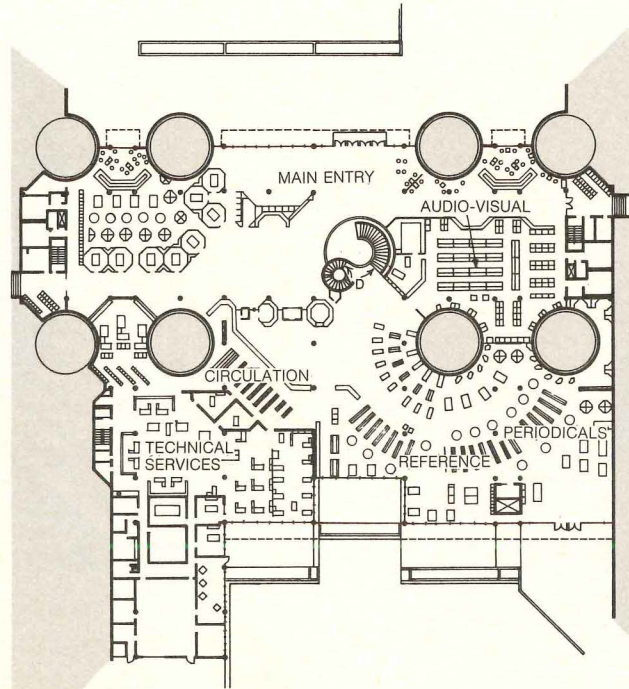 MAIN ENTRY
AUDIO-VISUAL
D
CIRCULATION
TECHNICAL
SERVICES
PERIODICALS
REFERENCE